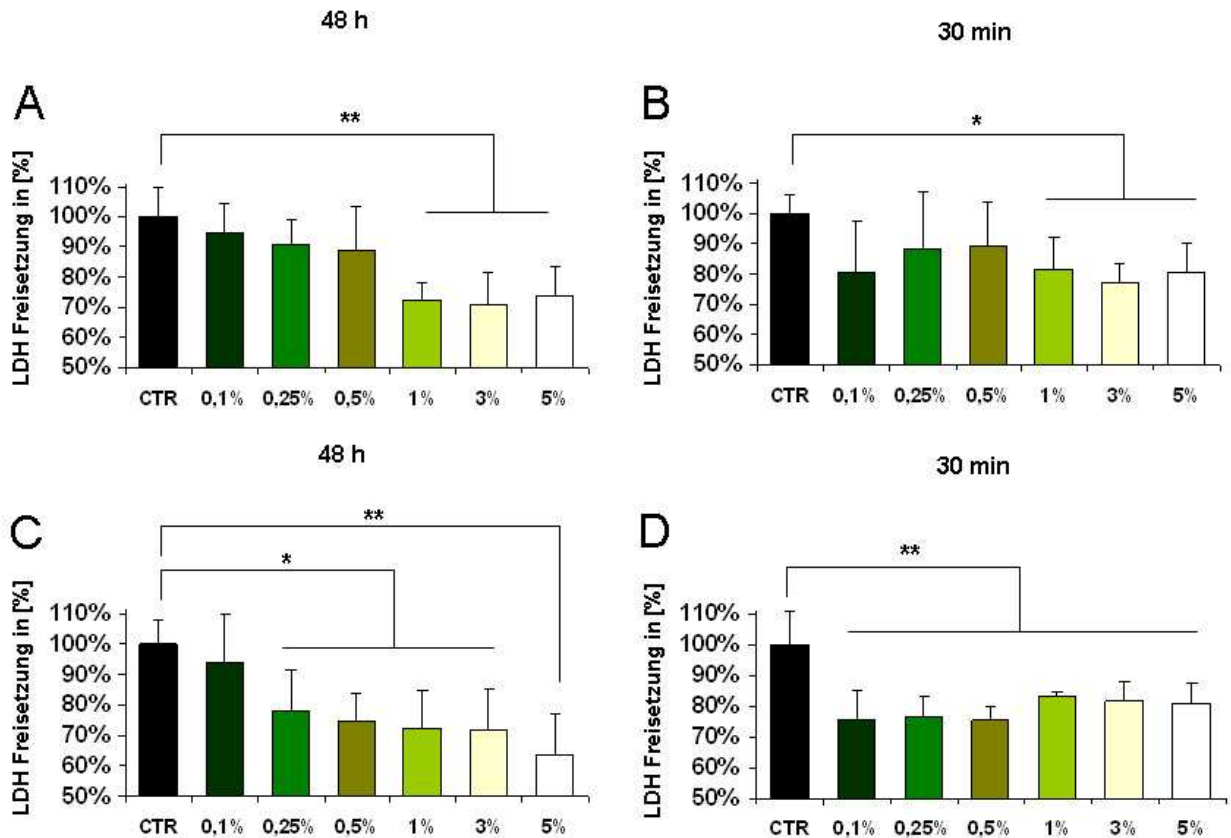 48 h
A
**
LDH Freisetzung in [%]
110%
100%
90%
80%
70%
60%
50%
CTR 0,1% 0,25% 0,5% 1% 3% 5%
30 min
B
*
LDH Freisetzung in [%]
110%
100%
90%
80%
70%
60%
50%
CTR 0,1% 0,25% 0,5% 1% 3% 5%
48 h
C
**
*
LDH Freisetzung in [%]
110%
100%
90%
80%
70%
60%
50%
CTR 0,1% 0,25% 0,5% 1% 3% 5%
30 min
D
**
LDH Freisetzung in [%]
110%
100%
90%
80%
70%
60%
50%
CTR 0,1% 0,25% 0,5% 1% 3% 5%